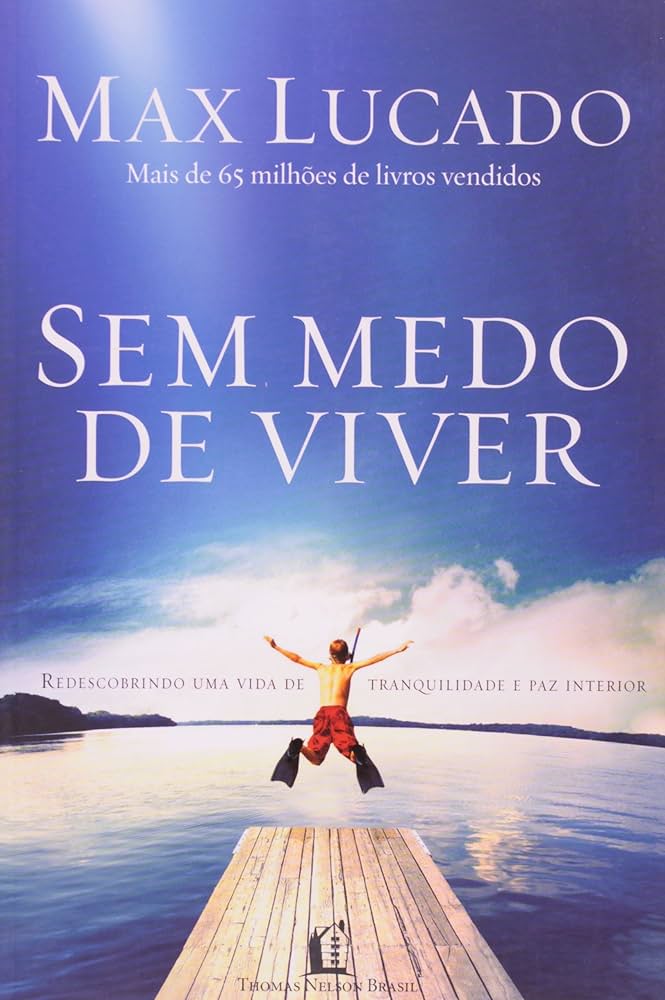 MAX LUCADO
Mais de 65 milhões de livros vendidos
SEM MEDO
DE VIVER
REDESCOBRINDO UMA VIDA DE TRANQUILIDADE E PAZ INTERIOR
THOMAS NELSON BRASIL